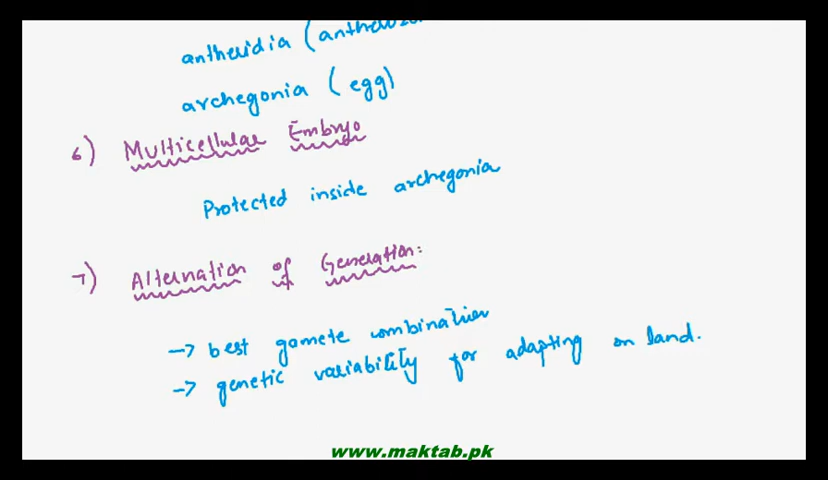 antheridia (
archegonia (egg)
6) Multicellular Embryo
Protected inside archegonia
7) Alternation of Generation:
→ best gamete combination
→ genetic variability for adapting on land.
www.maktab.pk